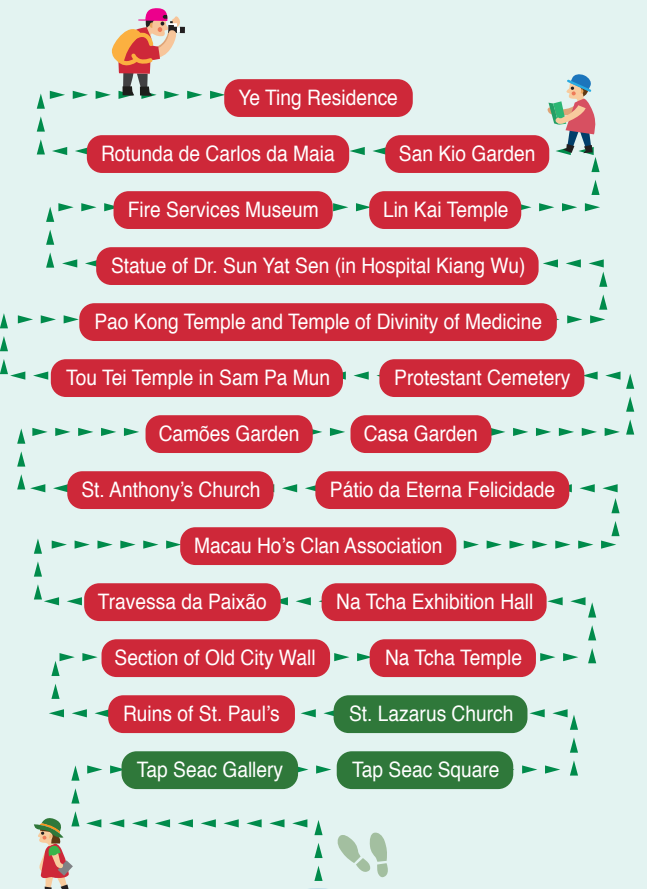 Ye Ting Residence
Rotunda de Carlos da Maia San Kio Garden
Fire Services Museum Lin Kai Temple
Statue of Dr. Sun Yat Sen (in Hospital Kiang Wu)
Pao Kong Temple and Temple of Divinity of Medicine
Tou Tei Temple in Sam Pa Mun Protestant Cemetery
Camões Garden Casa Garden
St. Anthony's Church Pátio da Eterna Felicidade
Macau Ho's Clan Association
Travessa da Paixão Na Tcha Exhibition Hall
Section of Old City Wall Na Tcha Temple
Ruins of St. Paul's St. Lazarus Church
Tap Seac Gallery Tap Seac Square